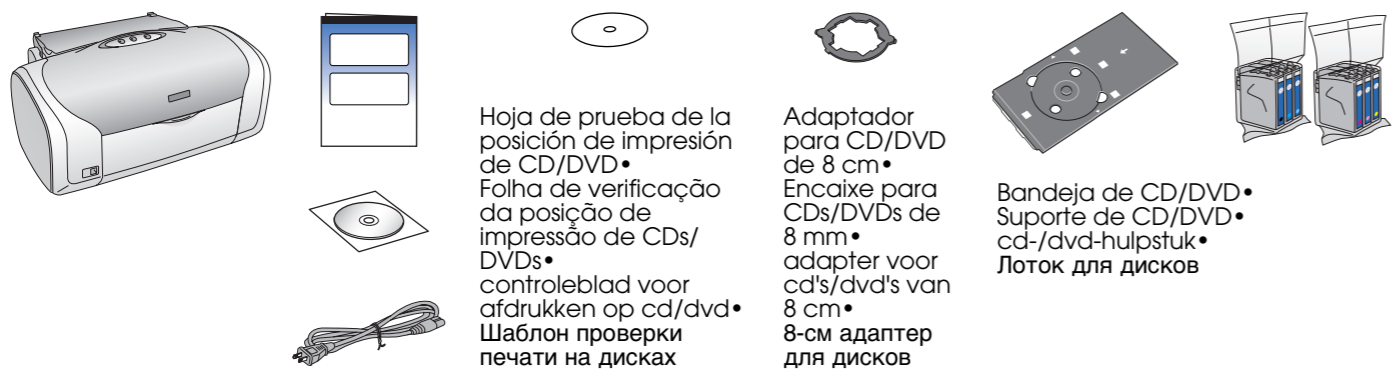 Hoja de prueba de la
posición de impresión
de CD/DVD•
Folha de verificação
da posição de
impressão de CDs/
DVDs•
controleblad voor
afdrukken op cd/dvd•
Шаблон проверки
печати на дисках
Adaptador
para CD/DVD
de 8 cm•
Encaixe para
CDs/DVDs de
8 mm•
adapter voor
cd's/dvd's van
8 cm•
8-см адаптер
для дисков
Bandeja de CD/DVD•
Suporte de CD/DVD•
cd-/dvd-hulpstuk•
Лоток для дисков